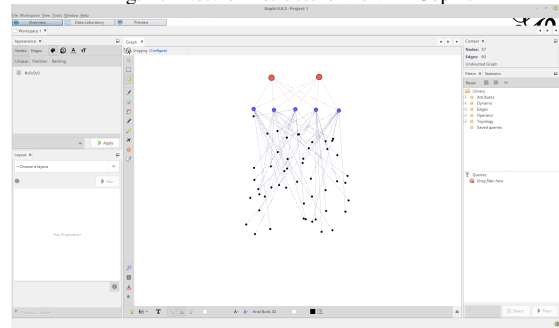 Gephi 0.9.2 - Project 1
File Workspace View Tools Window Help
Overview
Data Laboratory
Preview
Workspace 1
Appearance
Nodes Edges
Unique Partition Ranking
#c0c0c0
Apply
Layout
---Choose a layout
Run
<No Properties>
Graph
Dragging (Configure)
Arial Bold, 32
Context
Nodes: 57
Edges:
Undirected Graph
Filters
Statistics
Reset
Library
Attributes
Dynamic
Edges
Operator
Topology
Saved queries
Queries
Drag filter here
Select
Filter